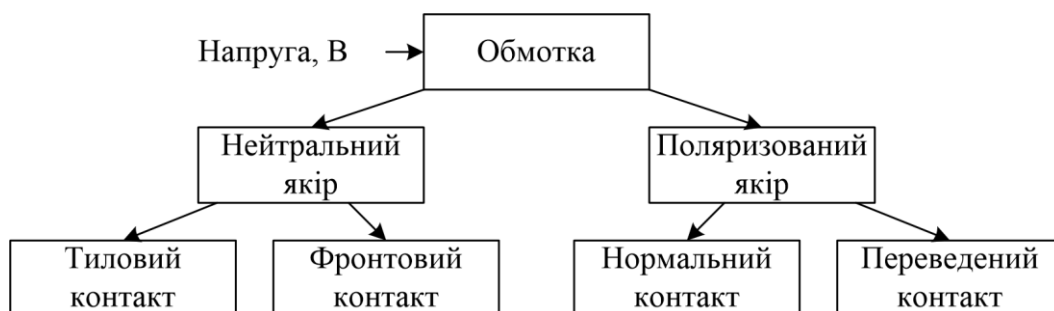 Напруга, В
Обмотка
Нейтральний
якір
Поляризований
якір
Тиловий
контакт
Фронтовий
контакт
Нормальний
контакт
Переведений
контакт